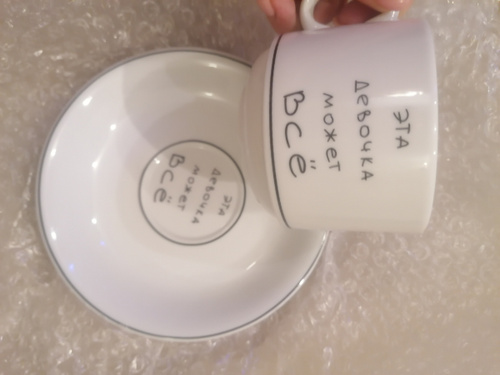 эта
девочка
может
Всё
эта
девочка
может
Всё